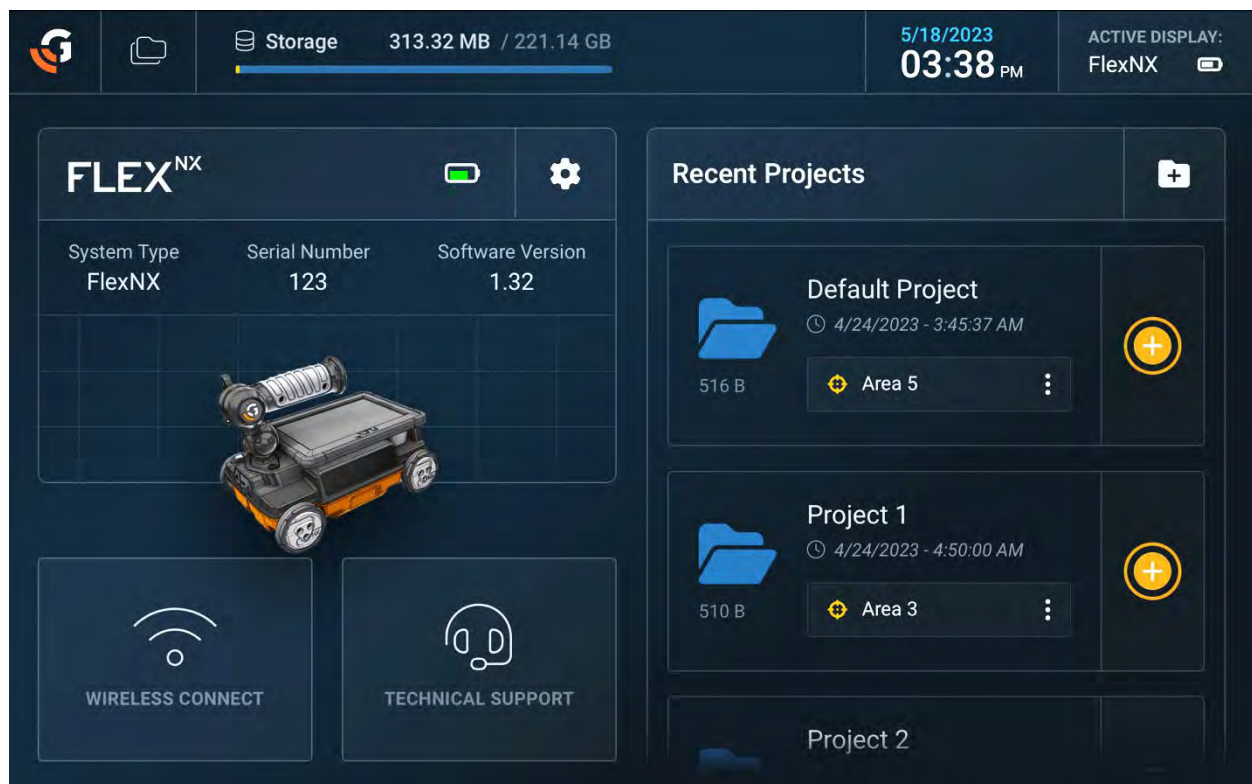 Storage 313.32 MB / 221.14 GB
5/18/2023
03:38 PM
ACTIVE DISPLAY:
FlexNX
FLEX NX
System Type Serial Number Software Version
FlexNX 123 1.32
WIRELESS CONNECT
TECHNICAL SUPPORT
Recent Projects
Default Project
4/24/2023 - 3:45:37 AM
516 B
Area 5
Project 1
4/24/2023 - 4:50:00 AM
510 B
Area 3
Project 2